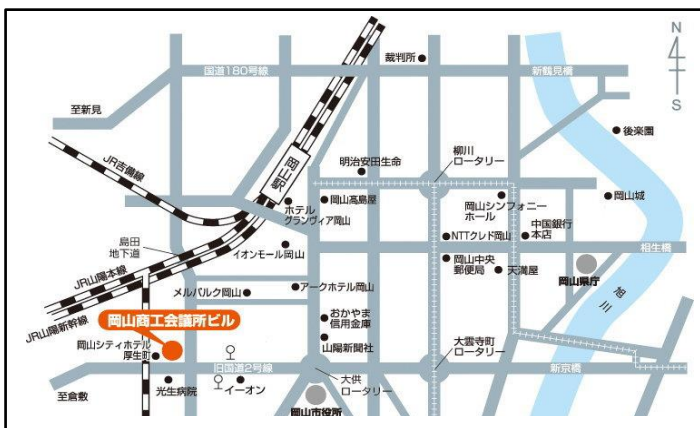 N
S
裁判所
国道180号線
新鶴見橋
至新見
後楽園
柳川
ロータリー
明治安田生命
JR吉備線
岡山駅
岡山高島屋
ホテル
グランヴィア岡山
岡山シンフォニー
ホール
岡山城
中国銀行
本店
NTTクレド岡山
島田
地下道
イオンモール岡山
相生橋
岡山中央
郵便局
天満屋
岡山県庁
JR山陽本線
アークホテル岡山
メルパルク岡山
旭川
おかやま
信用金庫
岡山商工会議所ビル
JR山陽新幹線
山陽新聞社
大雲寺町
ロータリー
岡山シティホテル
厚生町
旧国道2号線
新京橋
光生病院
イーオン
大供
ロータリー
至倉敷
岡山市役所